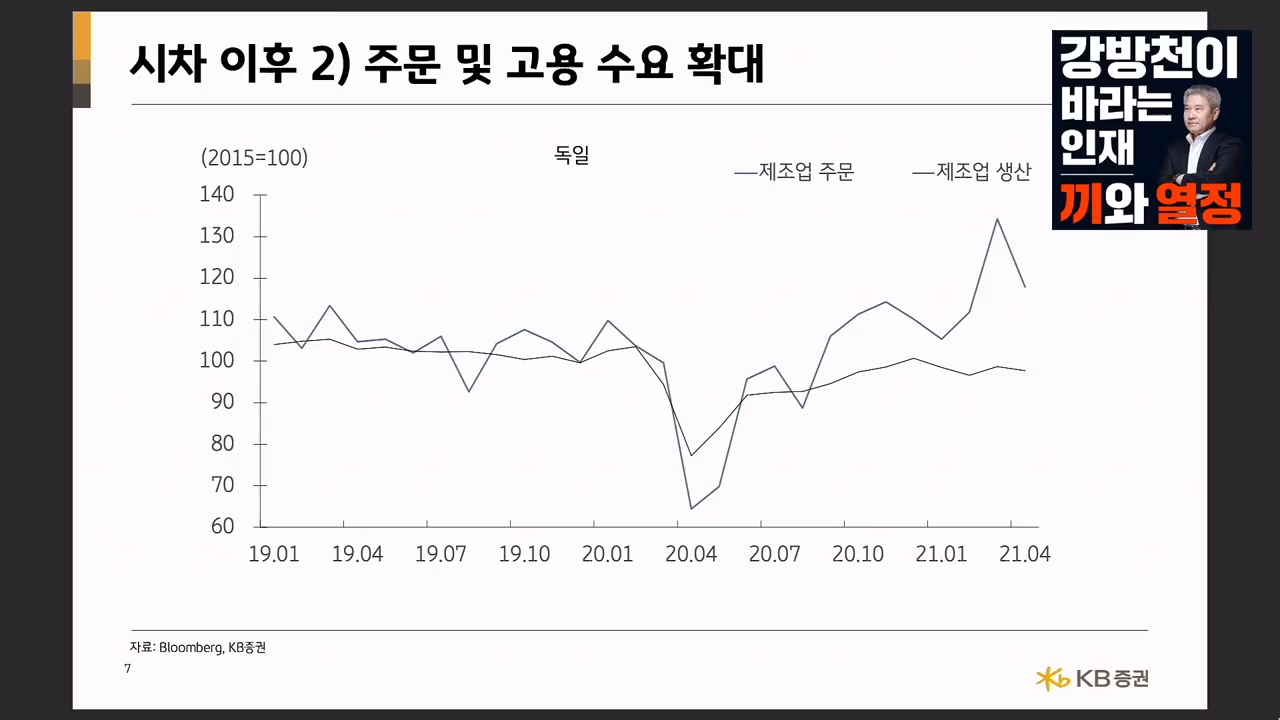 시차 이후 2) 주문 및 고용 수요 확대
강방천이
바라는
인재
끼와 열정
(2015=100)
독일
제조업 주문
제조업 생산
140
130
120
110
100
90
80
70
60
19.01 19.04 19.07 19.10 20.01 20.04 20.07 20.10 21.01 21.04
자료: Bloomberg, KB증권
7
KB증권